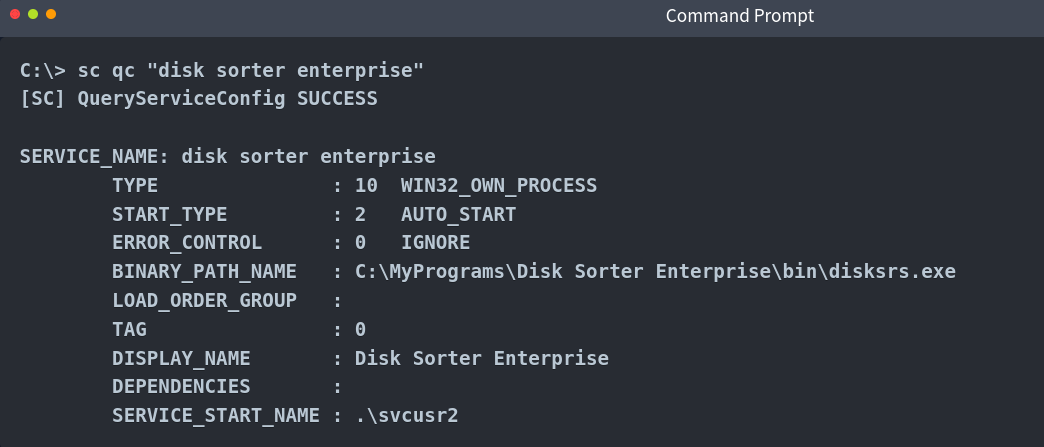 Command Prompt
C:\> sc qc "disk sorter enterprise"
[SC] QueryServiceConfig SUCCESS
SERVICE_NAME: disk sorter enterprise
        TYPE               : 10  WIN32_OWN_PROCESS
        START_TYPE         : 2   AUTO_START
        ERROR_CONTROL      : 0   IGNORE
        BINARY_PATH_NAME   : C:\MyPrograms\Disk Sorter Enterprise\bin\disksrs.exe
        LOAD_ORDER_GROUP   :
        TAG                : 0
        DISPLAY_NAME       : Disk Sorter Enterprise
        DEPENDENCIES       :
        SERVICE_START_NAME : .\svcusr2